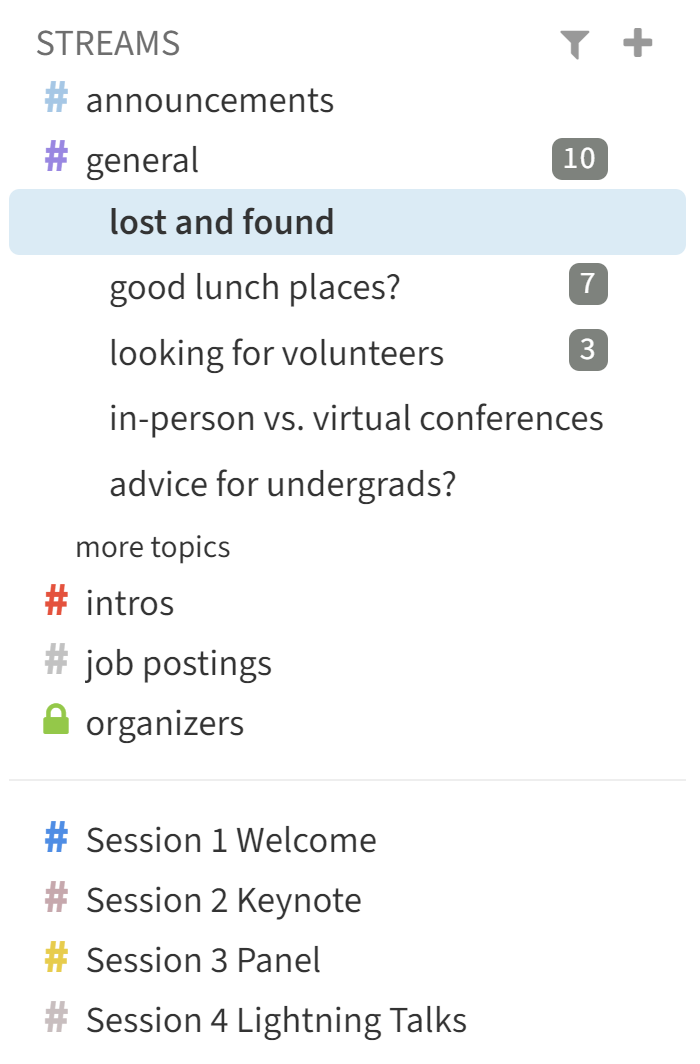 STREAMS
# announcements
# general 10
lost and found
good lunch places? 7
looking for volunteers 3
in-person vs. virtual conferences
advice for undergrads?
more topics
# intros
# job postings
organizers
# Session 1 Welcome
# Session 2 Keynote
# Session 3 Panel
# Session 4 Lightning Talks